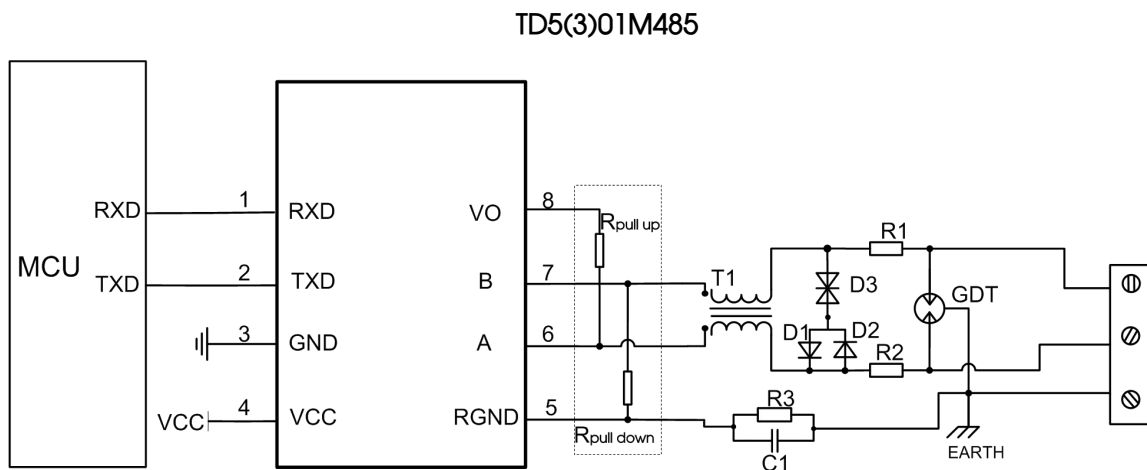 TD5(3)01M485
MCU
RXD
TXD
1
2
3
4
VCC
RXD
TXD
GND
VCC
VO
B
A
RGND
8
7
6
5
Rpull up
Rpull down
T1
D1
D2
D3
R1
R2
GDT
R3
C1
EARTH